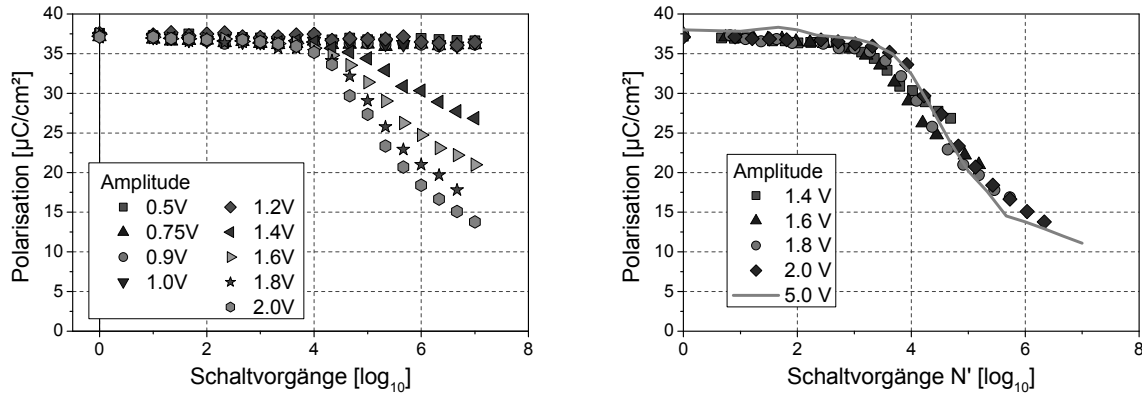 40
35
30
25
20
15
10
5
0
Polarisation [µC/cm²]
Amplitude
0.5V
0.75V
0.9V
1.0V
1.2V
1.4V
1.6V
1.8V
2.0V
0 2 4 6 8
Schaltvorgänge [log10]
40
35
30
25
20
15
10
5
0
Polarisation [µC/cm²]
Amplitude
1.4 V
1.6 V
1.8 V
2.0 V
5.0 V
0 2 4 6 8
Schaltvorgänge N' [log10]